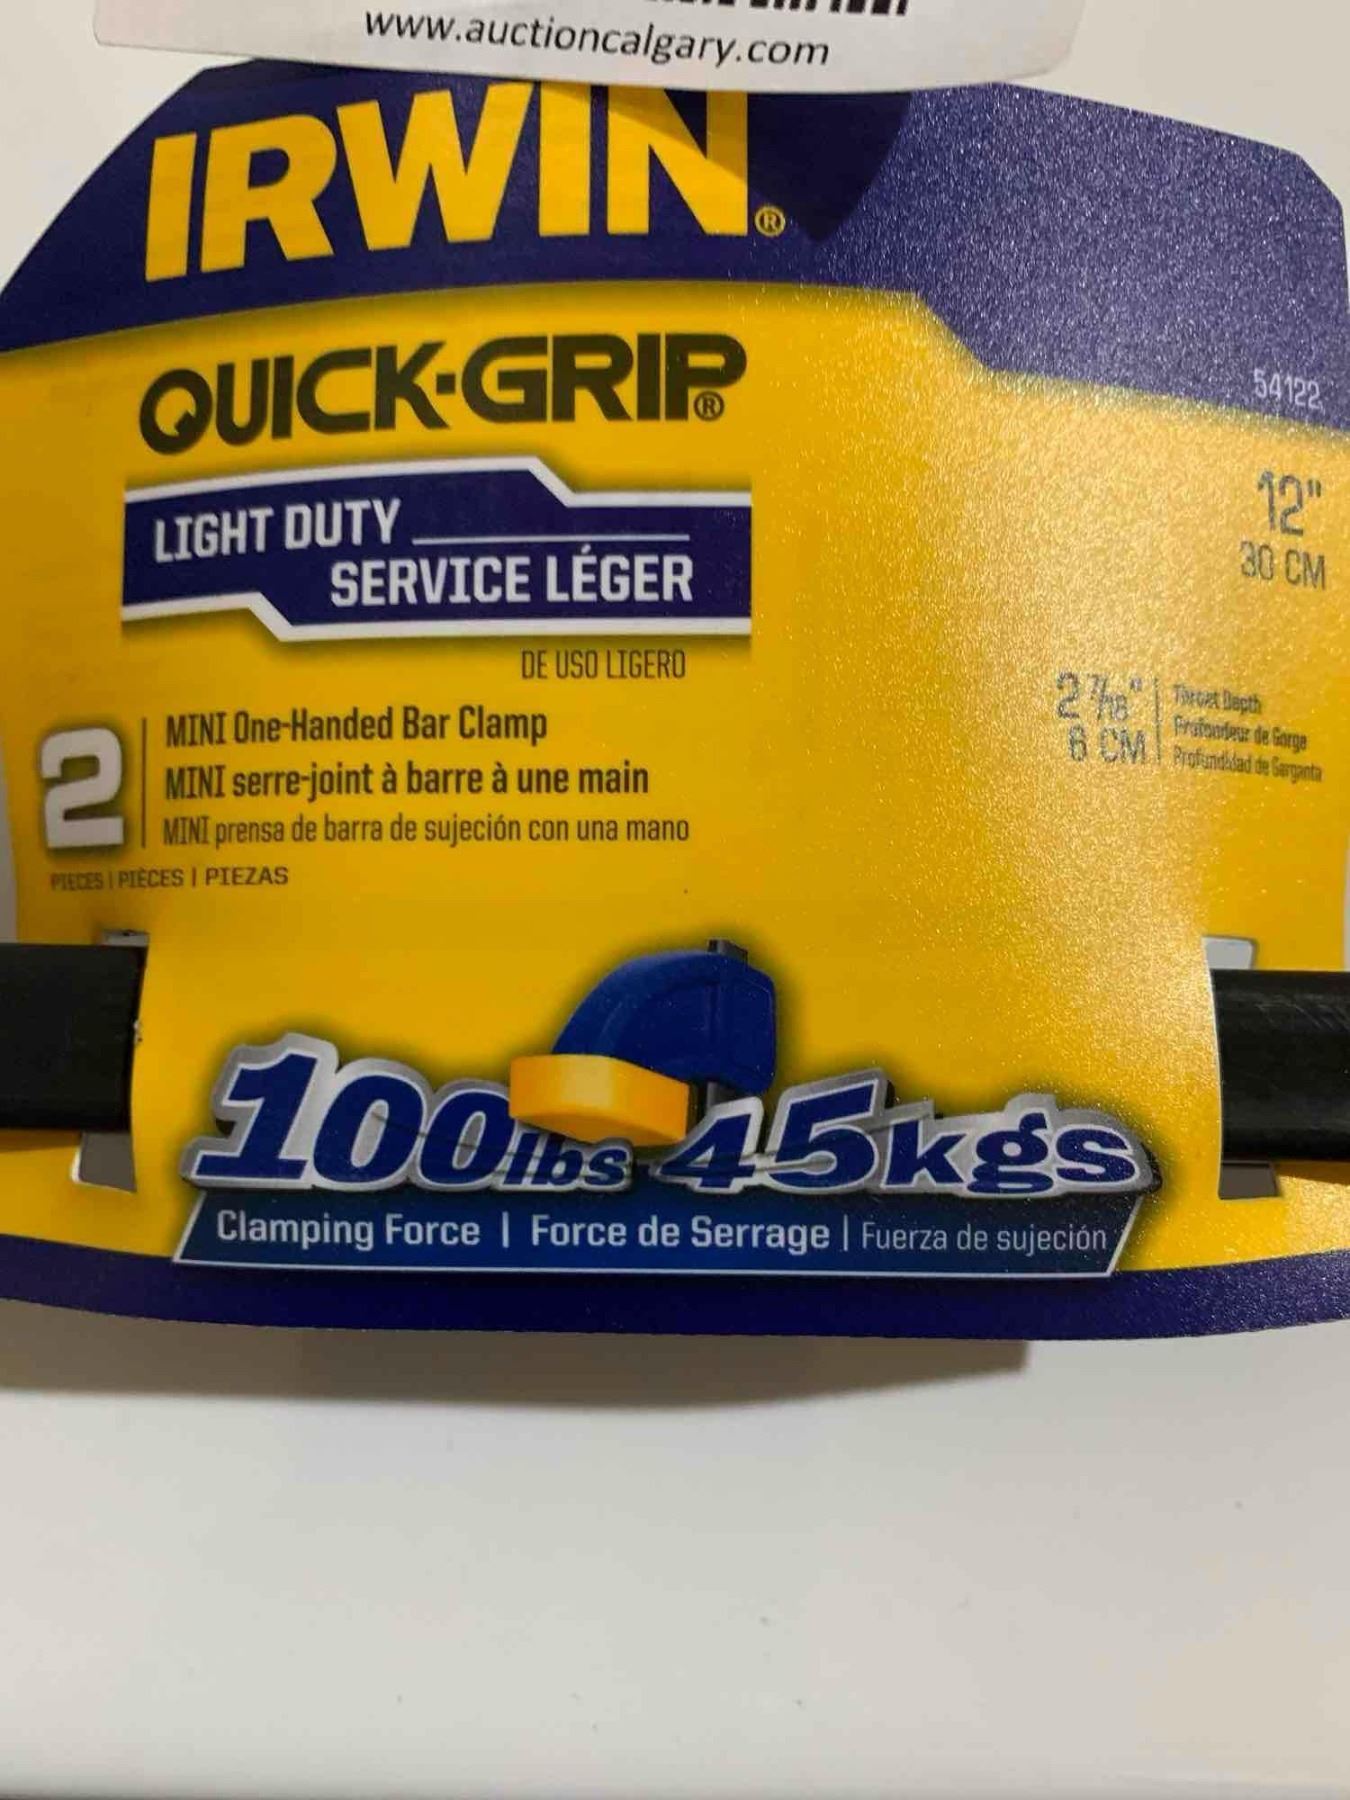 www.auctioncalgary.com
IRWIN®
QUICK-GRIP®
54122
LIGHT DUTY
SERVICE LÉGER
DE USO LIGERO
12"
30 CM
2 PIECES | PIÈCES | PIEZAS
MINI One-Handed Bar Clamp
MINI serre-joint à barre à une main
MINI prensa de barra de sujeción con una mano
2 7/16"
6 CM
Throat Depth
Profondeur de Gorge
Profundidad de Garganta
100lbs 45kgs
Clamping Force | Force de Serrage | Fuerza de sujeción